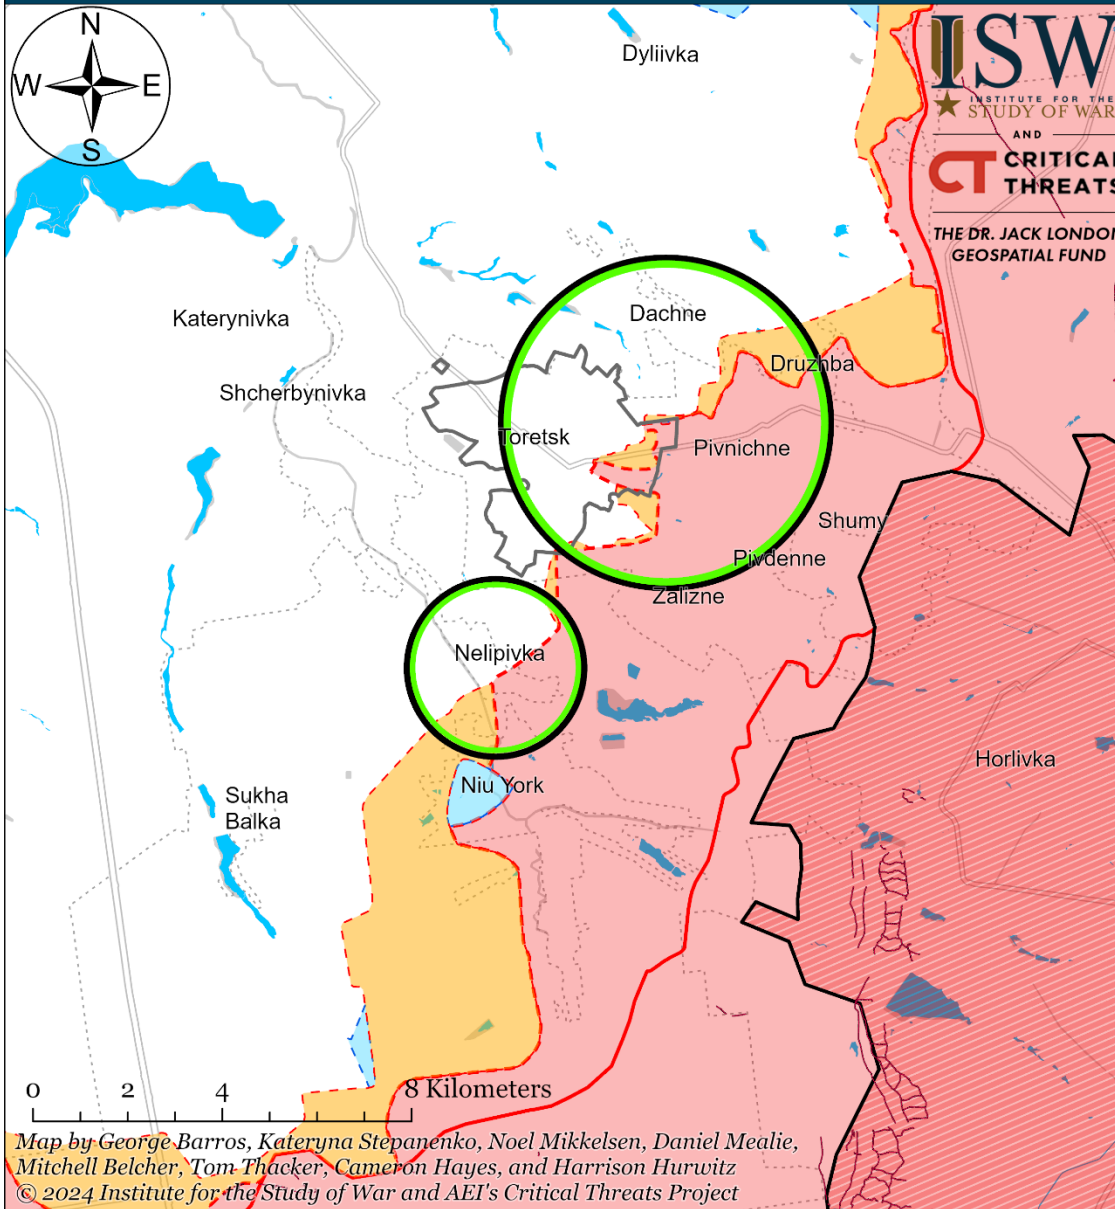 N
W
E
S
ISW
INSTITUTE FOR THE
STUDY OF WAR
AND
CT
CRITICAL
THREATS
THE DR. JACK LONDON
GEOSPATIAL FUND
Dyliivka
Dachne
Katerynivka
Druzhba
Shcherbynivka
Toretsk
Pivnichne
Shumy
Pivdenne
Zalizne
Nelipivka
Horlivka
Niu York
Sukha
Balka
0 2 4 8 Kilometers
Map by George Barros, Kateryna Stepanenko, Noel Mikkelsen, Daniel Mealie,
Mitchell Belcher, Tom Thacker, Cameron Hayes, and Harrison Hurwitz
© 2024 Institute for the Study of War and AEI's Critical Threats Project